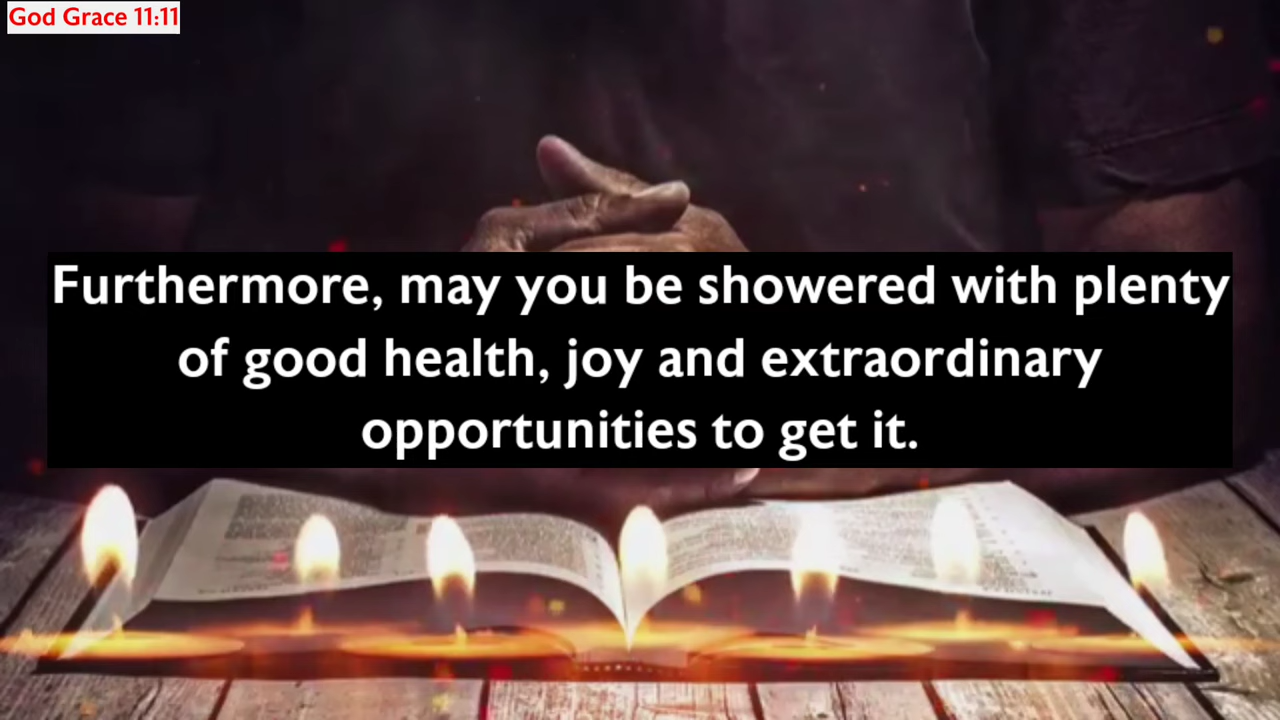 God Grace 11:11
Furthermore, may you be showered with plenty
of good health, joy and extraordinary
opportunities to get it.